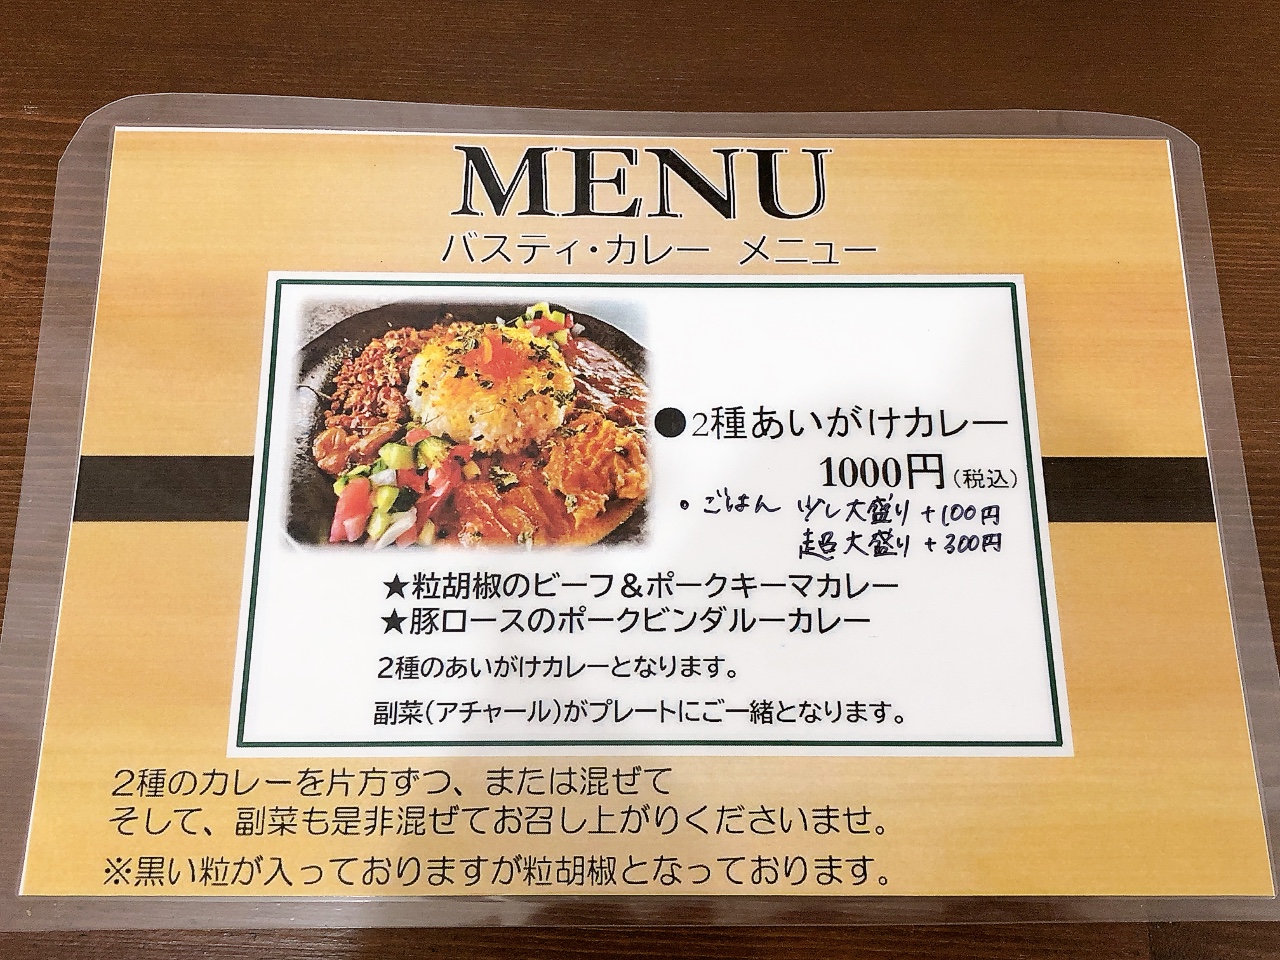 MENU
バスティ・カレー メニュー
●2種あいがけカレー
1000円(税込)
。ごはん 少し大盛り +100円
超大盛り +300円
★粒胡椒のビーフ&ポークキーマカレー
★豚ロースのポークビンダルーカレー
2種のあいがけカレーとなります。
副菜(アチャール)がプレートにご一緒となります。
2種のカレーを片方ずつ、または混ぜて
そして、副菜も是非混ぜてお召し上がりくださいませ。
※黒い粒が入っておりますが粒胡椒となっております。